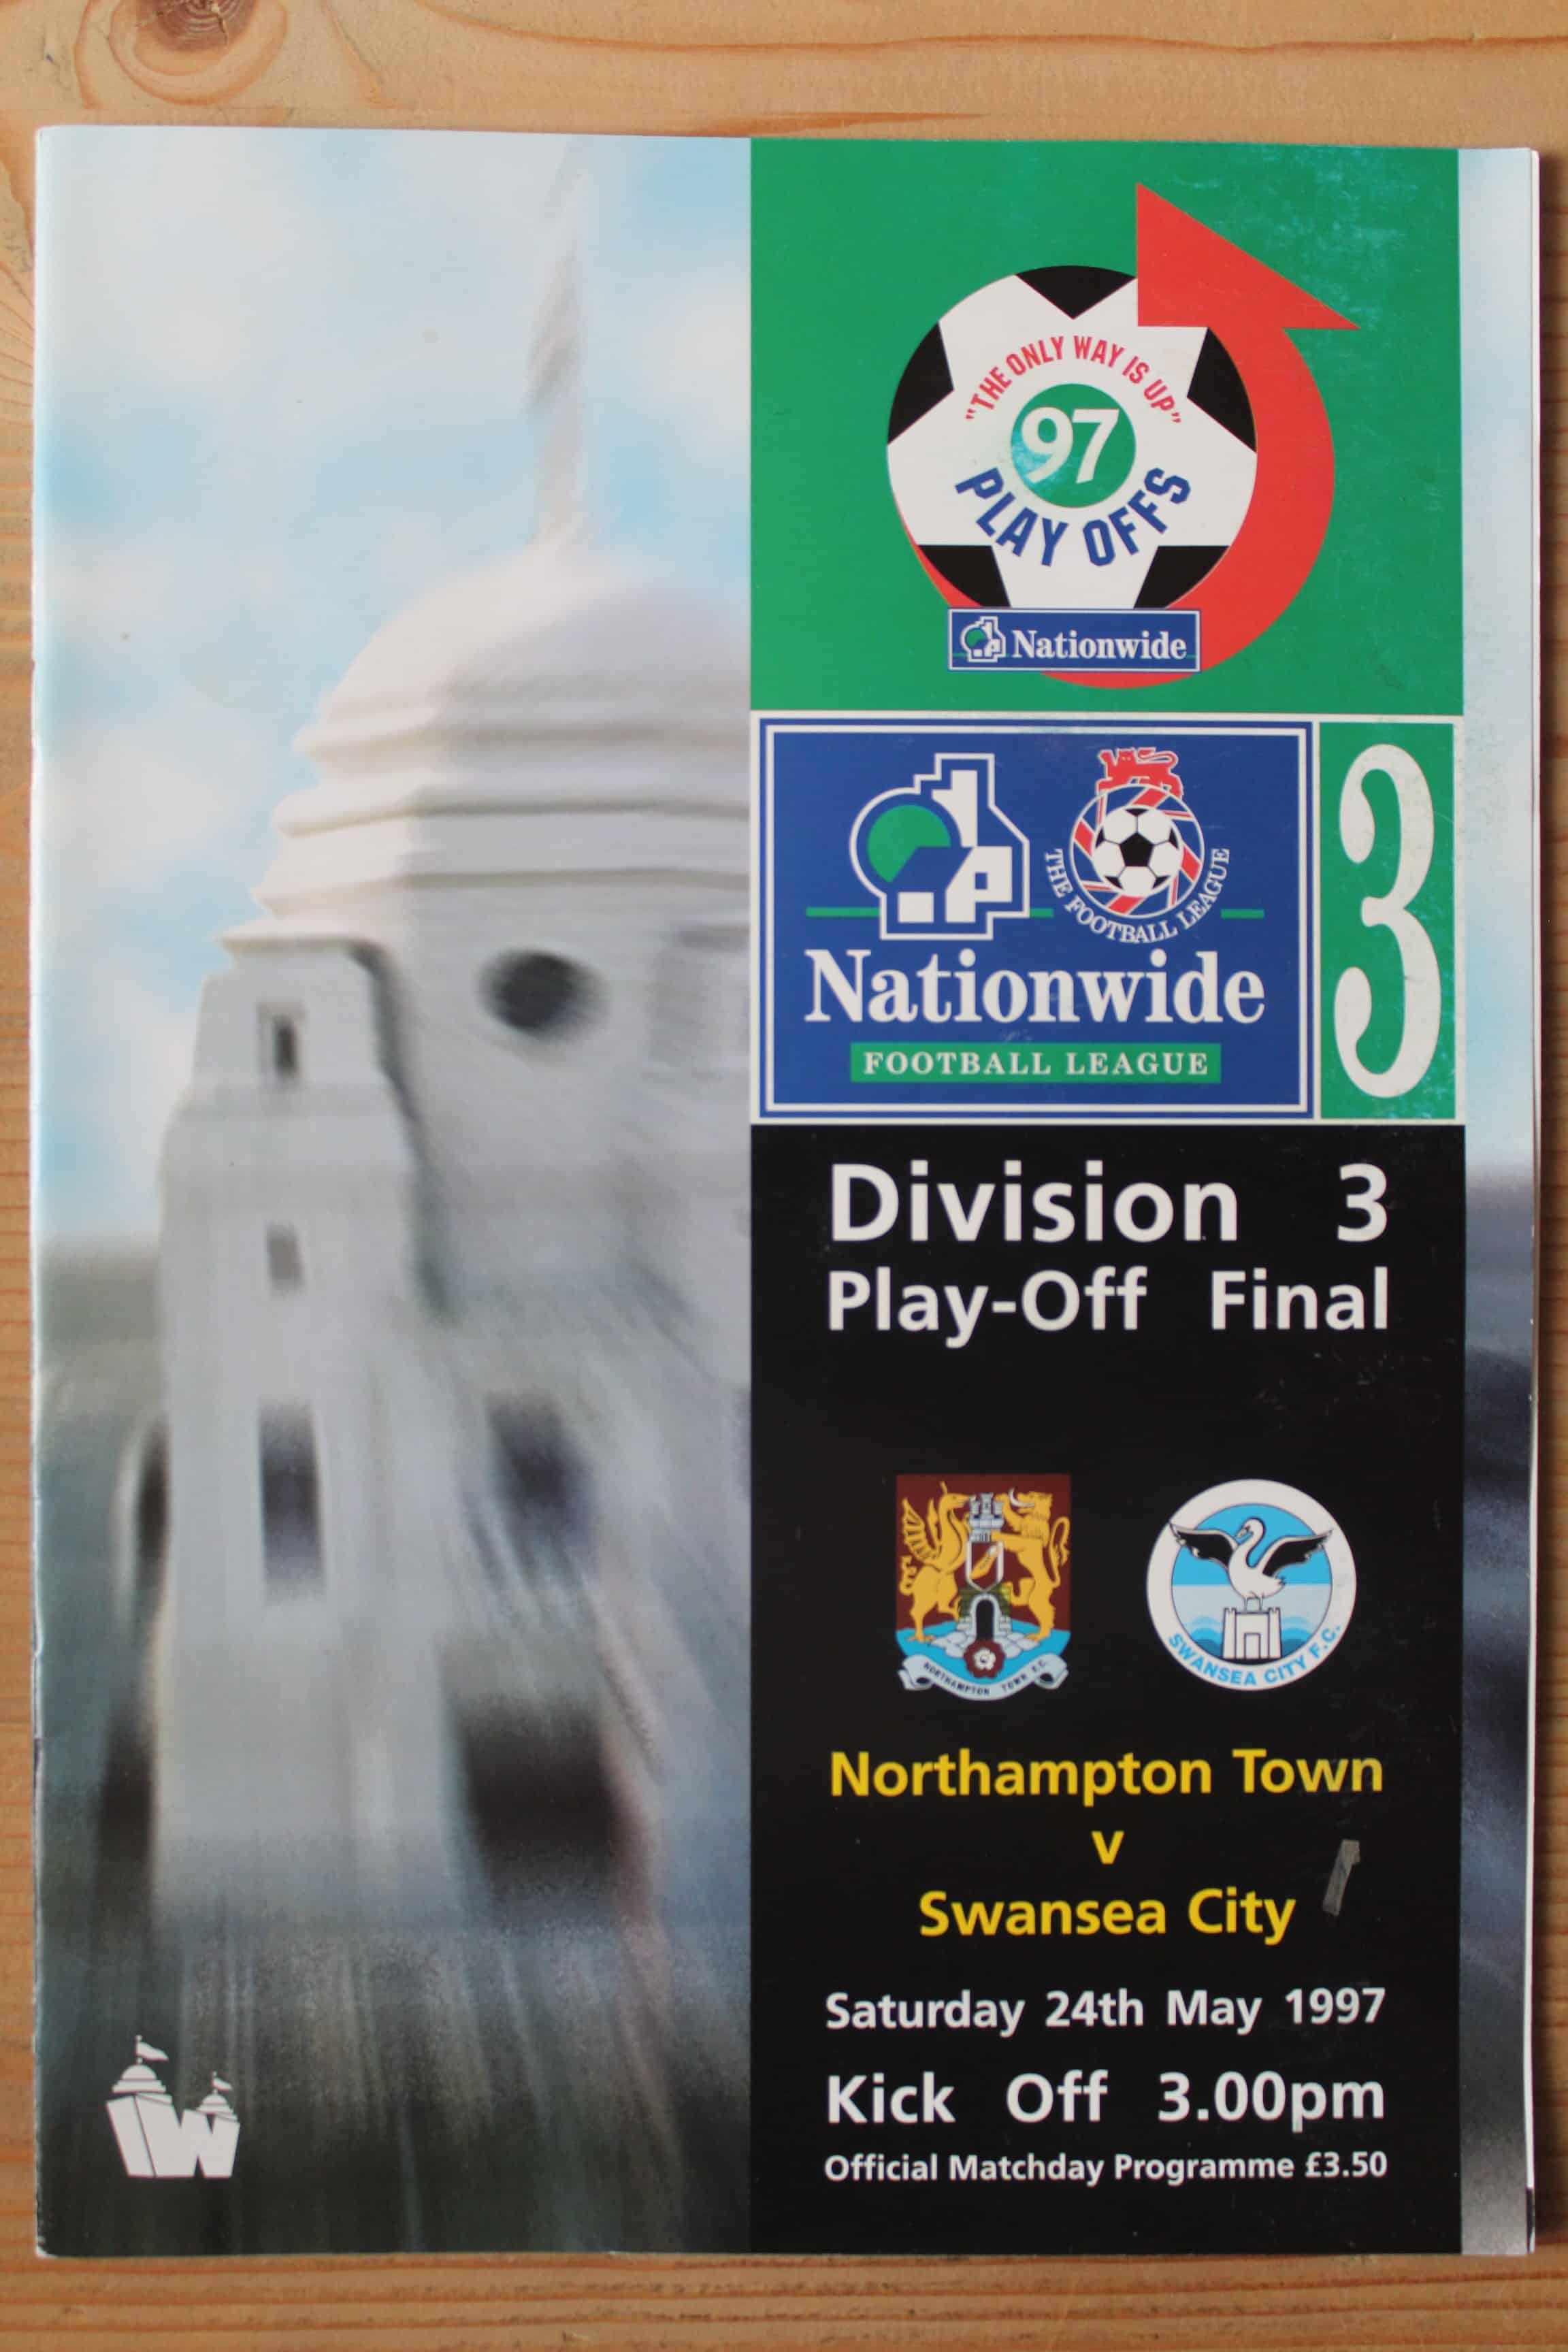 "THE ONLY WAY IS UP"
97
PLAY OFFS
Nationwide
THE FOOTBALL LEAGUE
Nationwide
FOOTBALL LEAGUE
3
Division 3
Play-Off Final
NORTHAMPTON TOWN F.C.
SWANSEA CITY F.C.
Northampton Town
v
Swansea City
Saturday 24th May 1997
Kick Off 3.00pm
Official Matchday Programme £3.50
W